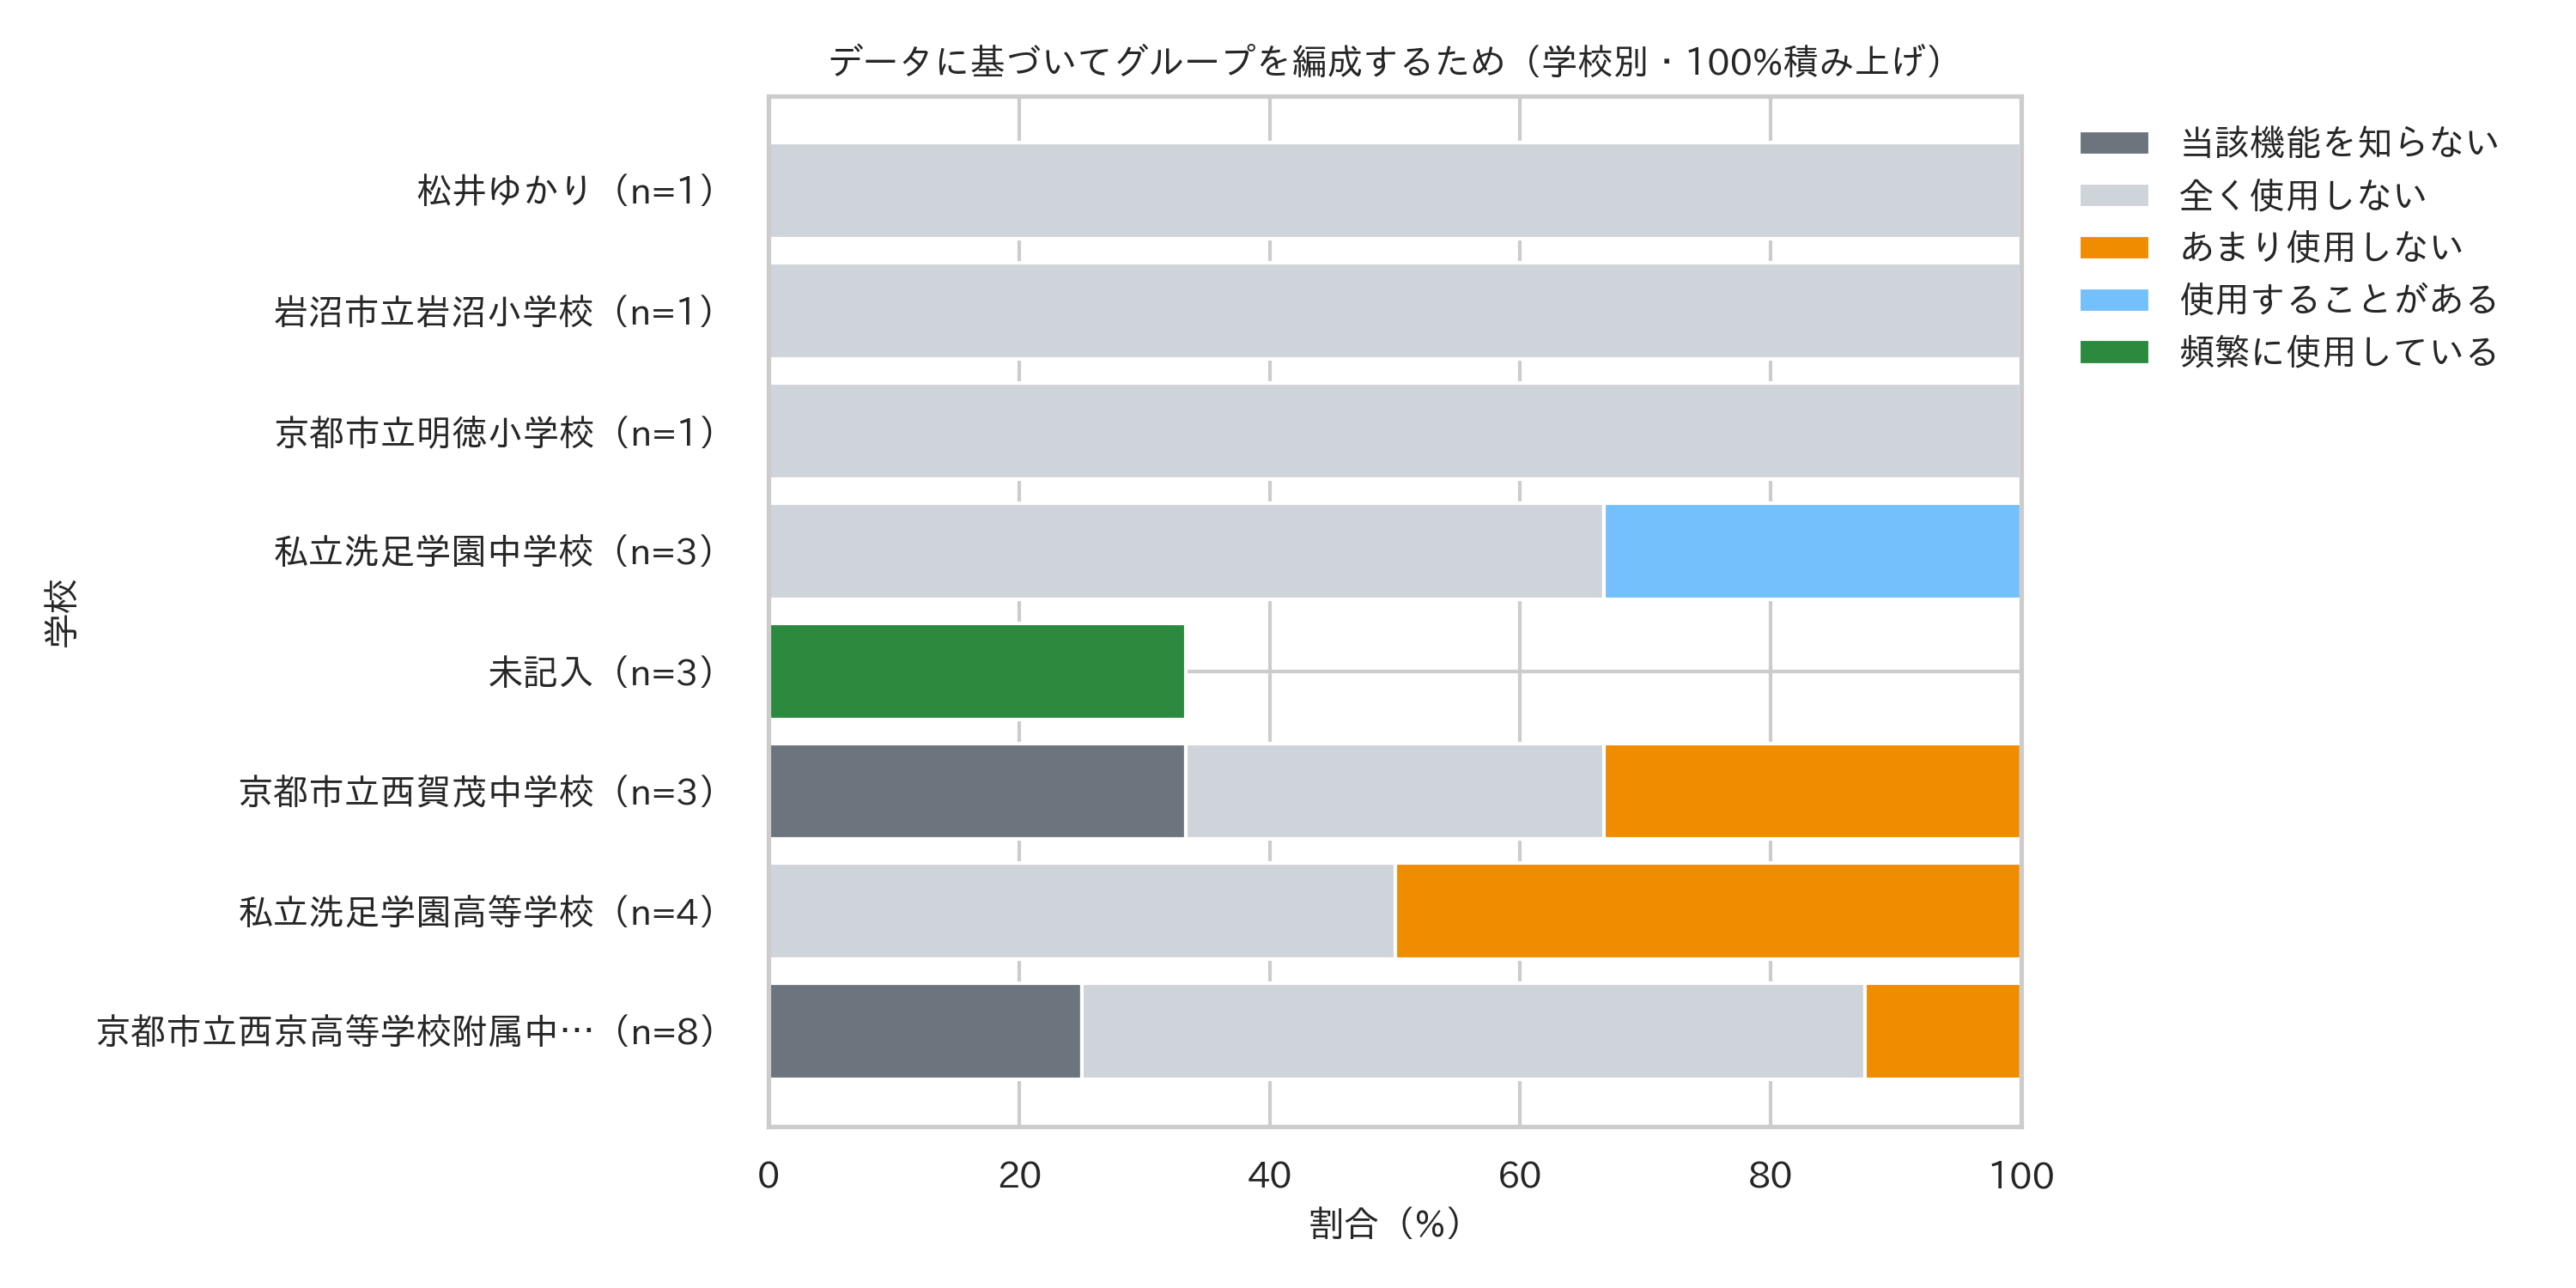 データに基づいてグループを編成するため（学校別・100%積み上げ）
当該機能を知らない
全く使用しない
あまり使用しない
使用することがある
頻繁に使用している
学校
松井ゆかり（n=1）
岩沼市立岩沼小学校（n=1）
京都市立明徳小学校（n=1）
私立洗足学園中学校（n=3）
未記入（n=3）
京都市立西賀茂中学校（n=3）
私立洗足学園高等学校（n=4）
京都市立西京高等学校附属中…（n=8）
0 20 40 60 80 100
割合（%）